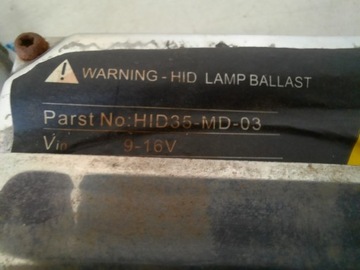 WARNING - HID LAMP BALLAST
Parst No: HID35-MD-03
Vin 9-16V